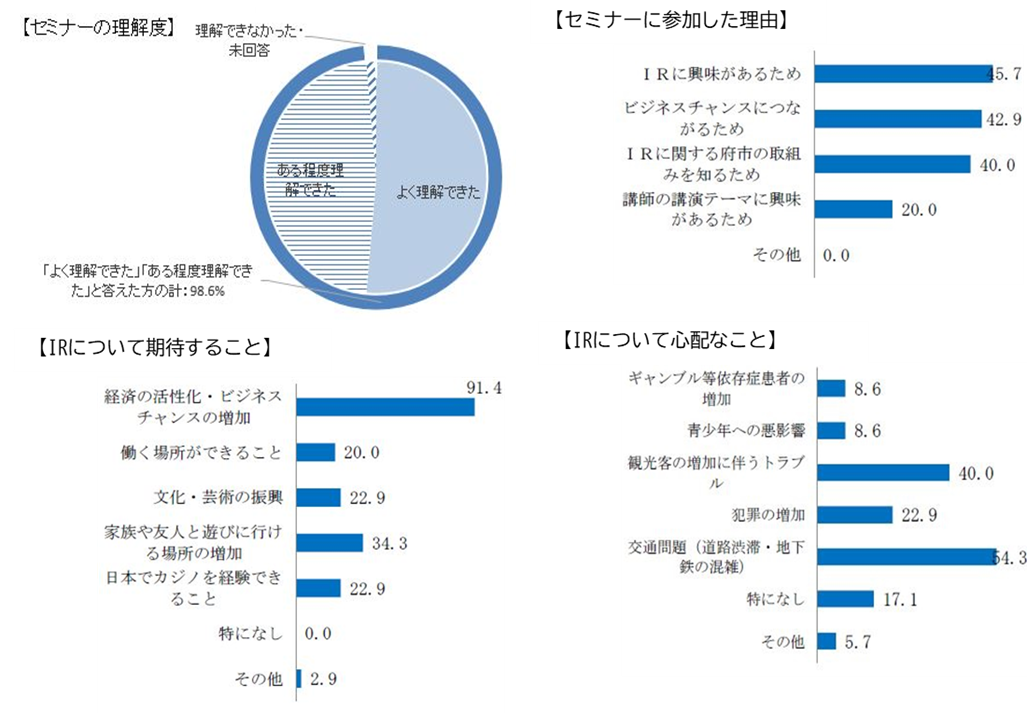 【セミナーの理解度】
理解できなかった・
未回答
ある程度理
解できた
よく理解できた
「よく理解できた」「ある程度理解でき
た」と答えた方の計：98.6%
【セミナーに参加した理由】
ＩＲに興味があるため
45.7
ビジネスチャンスにつな
がるため
42.9
ＩＲに関する府市の取組
みを知るため
40.0
講師の講演テーマに興味
があるため
20.0
その他
0.0
【IRについて期待すること】
経済の活性化・ビジネス
チャンスの増加
91.4
働く場所ができること
20.0
文化・芸術の振興
22.9
家族や友人と遊びに行け
る場所の増加
34.3
日本でカジノを経験でき
ること
22.9
特になし
0.0
その他
2.9
【IRについて心配なこと】
ギャンブル等依存症患者の
増加
8.6
青少年への悪影響
8.6
観光客の増加に伴うトラブ
ル
40.0
犯罪の増加
22.9
交通問題（道路渋滞・地下
鉄の混雑）
54.3
特になし
17.1
その他
5.7